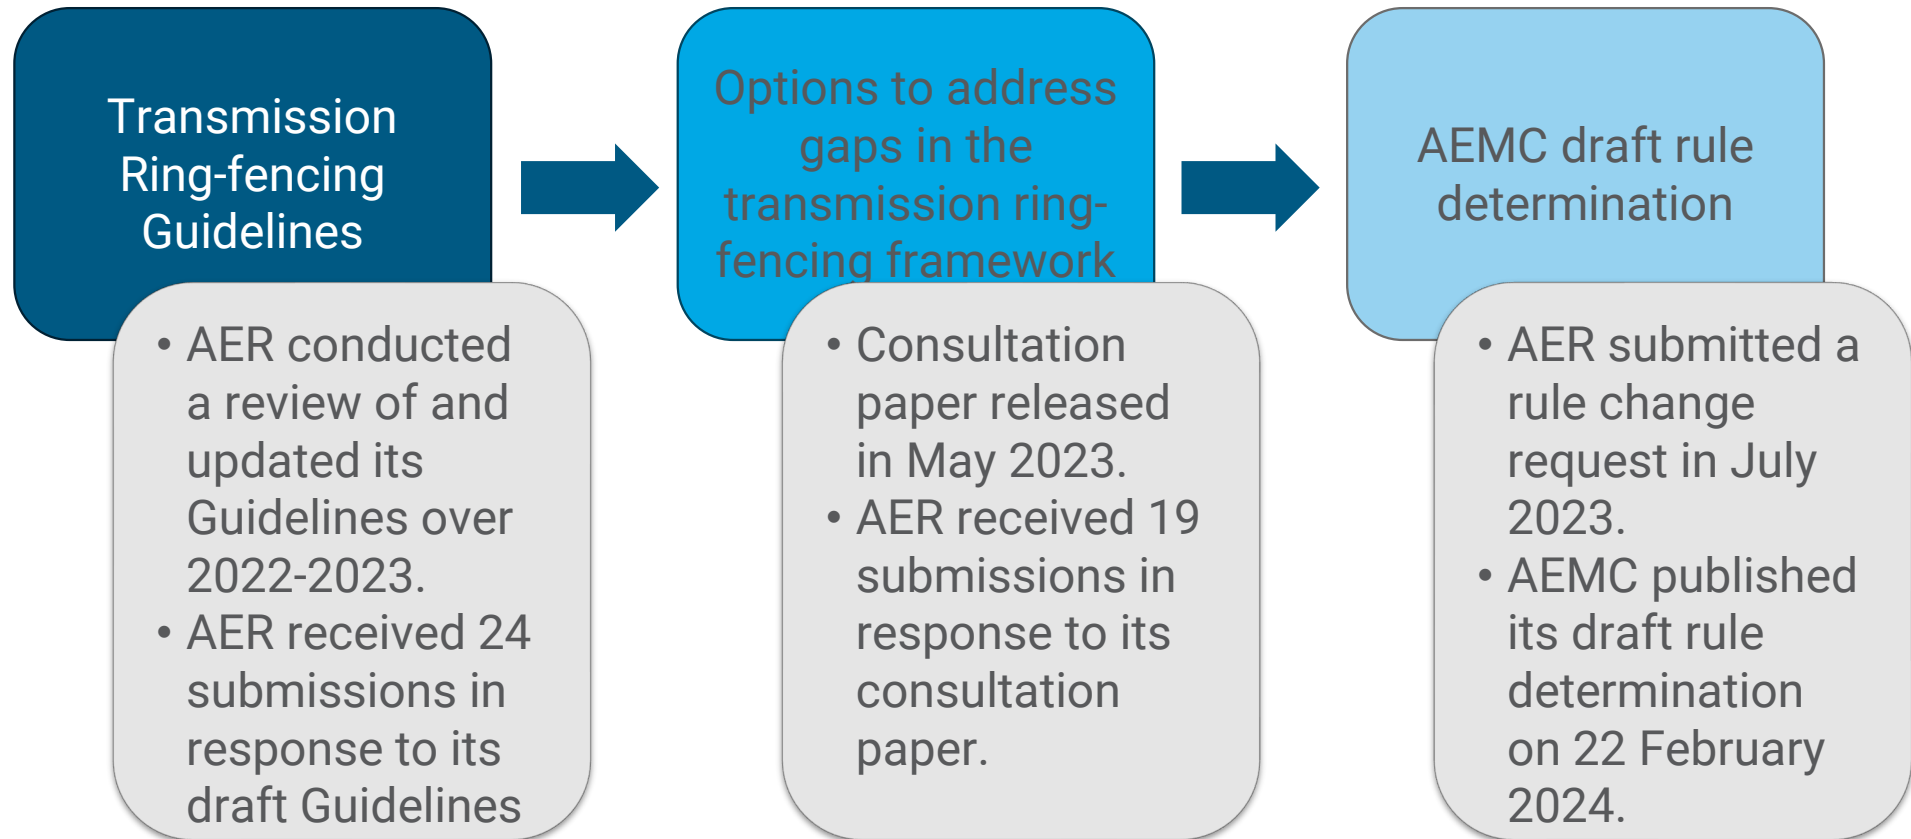 Transmission
Ring-fencing
Guidelines
• AER conducted
a review of and
updated its
Guidelines over
2022-2023.
• AER received 24
submissions in
response to its
draft Guidelines
Options to address
gaps in the
transmission ring-
fencing framework
• Consultation
paper released
in May 2023.
• AER received 19
submissions in
response to its
consultation
paper.
AEMC draft rule
determination
• AER submitted a
rule change
request in July
2023.
• AEMC published
its draft rule
determination
on 22 February
2024.